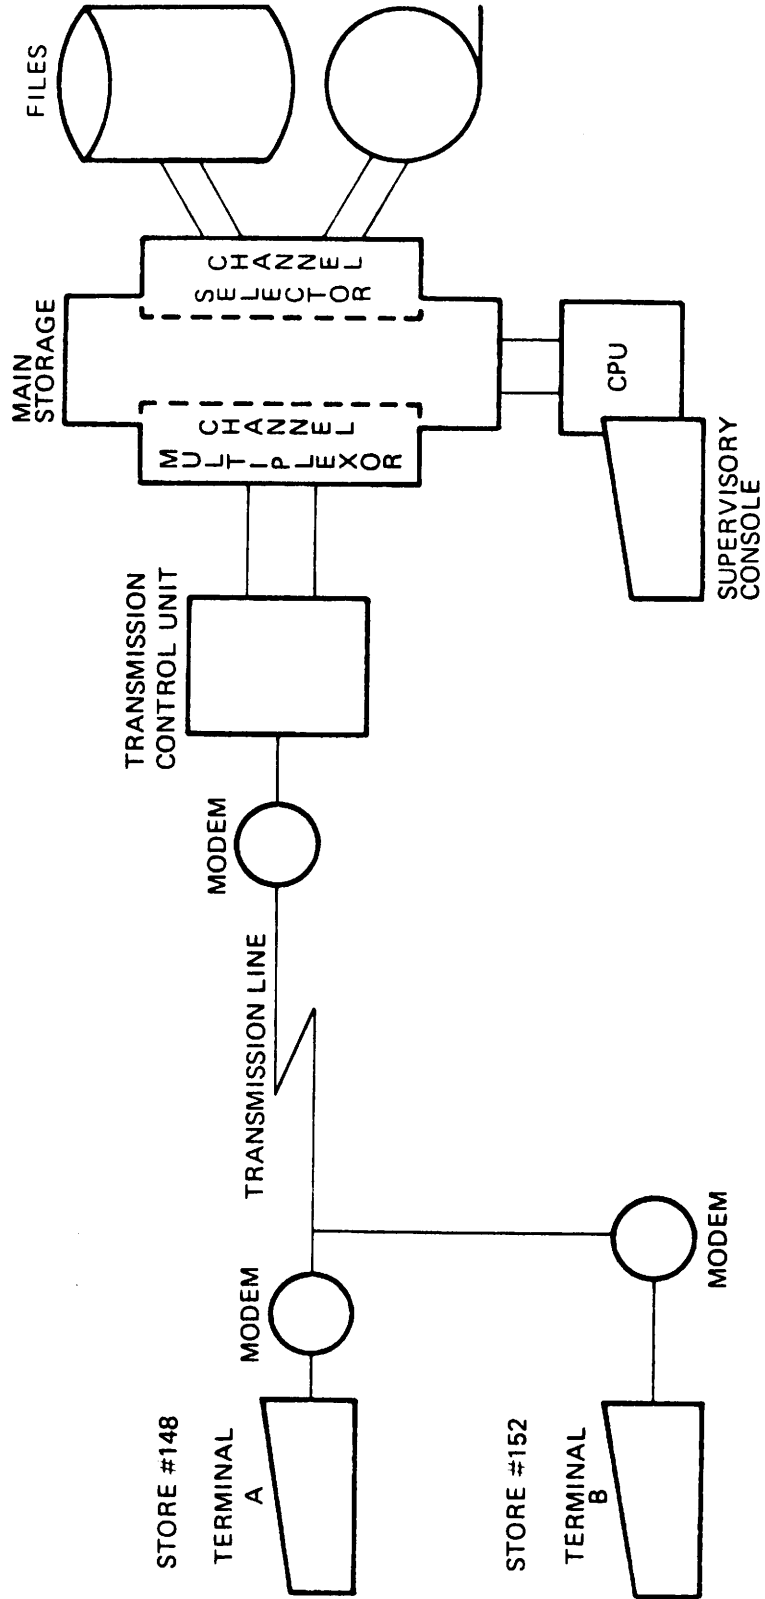 STORE #148
TERMINAL
A
MODEM
TRANSMISSION LINE
MODEM
TRANSMISSION
CONTROL UNIT
MULTIPLEXOR
CHANNEL
MAIN
STORAGE
SELECTOR
CHANNEL
FILES
STORE #152
TERMINAL
B
MODEM
CPU
SUPERVISORY
CONSOLE